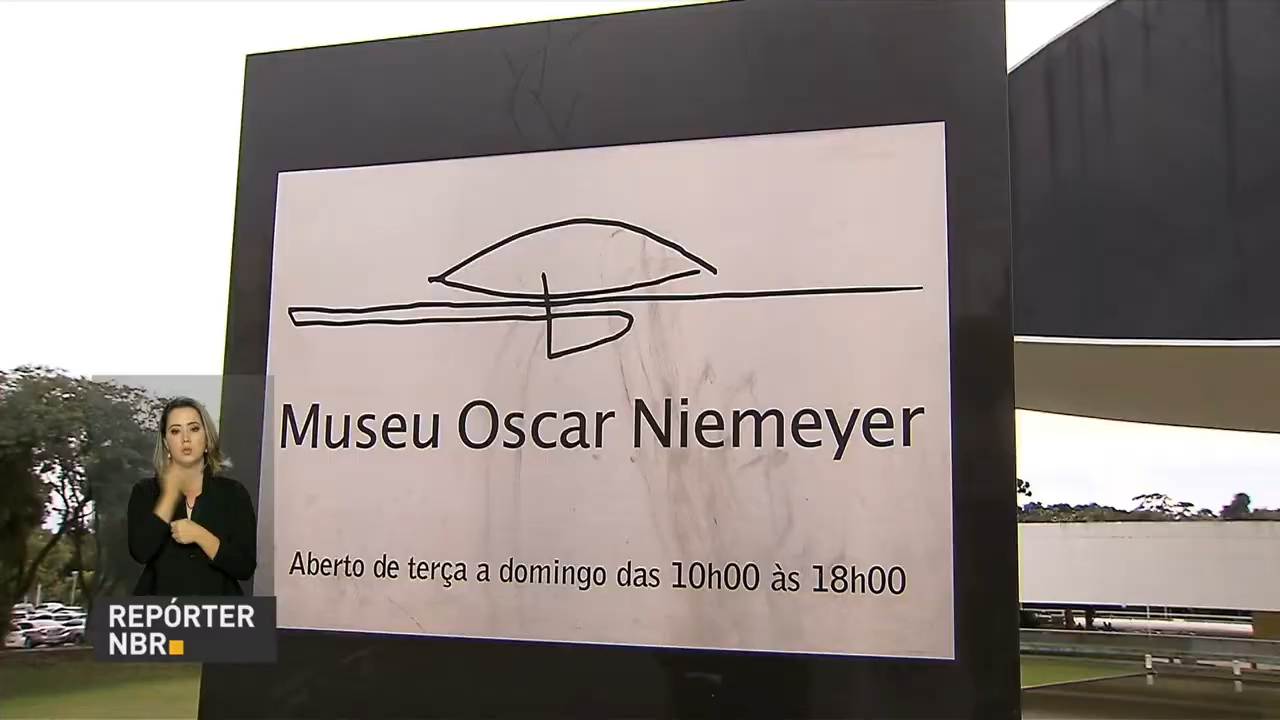 Museu Oscar Niemeyer
Aberto de terça a domingo das 10h00 às 18h00
REPÓRTER
NBR